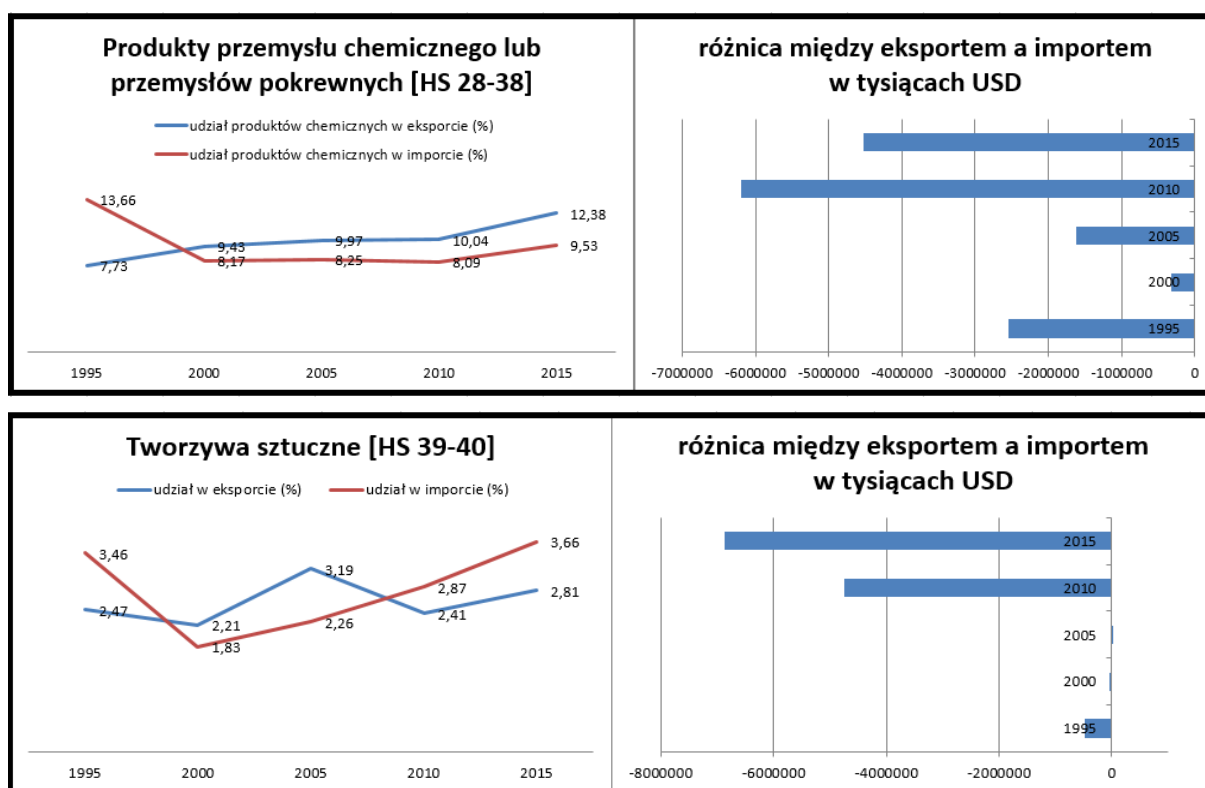 Produkty przemysłu chemicznego lub
przemysłów pokrewnych [HS 28-38]
udział produktów chemicznych w eksporcie (%)
udział produktów chemicznych w imporcie (%)
13,66
7,73
9,43
8,17
9,97
8,25
10,04
8,09
12,38
9,53
1995 2000 2005 2010 2015
różnica między eksportem a importem
w tysiącach USD
2015
2010
2005
2000
1995
-7000000 -6000000 -5000000 -4000000 -3000000 -2000000 -1000000 0
Tworzywa sztuczne [HS 39-40]
udział w eksporcie (%) udział w imporcie (%)
3,46
2,47
2,21
1,83
3,19
2,26
2,87
2,41
3,66
2,81
1995 2000 2005 2010 2015
różnica między eksportem a importem
w tysiącach USD
2015
2010
2005
2000
1995
-8000000 -6000000 -4000000 -2000000 0